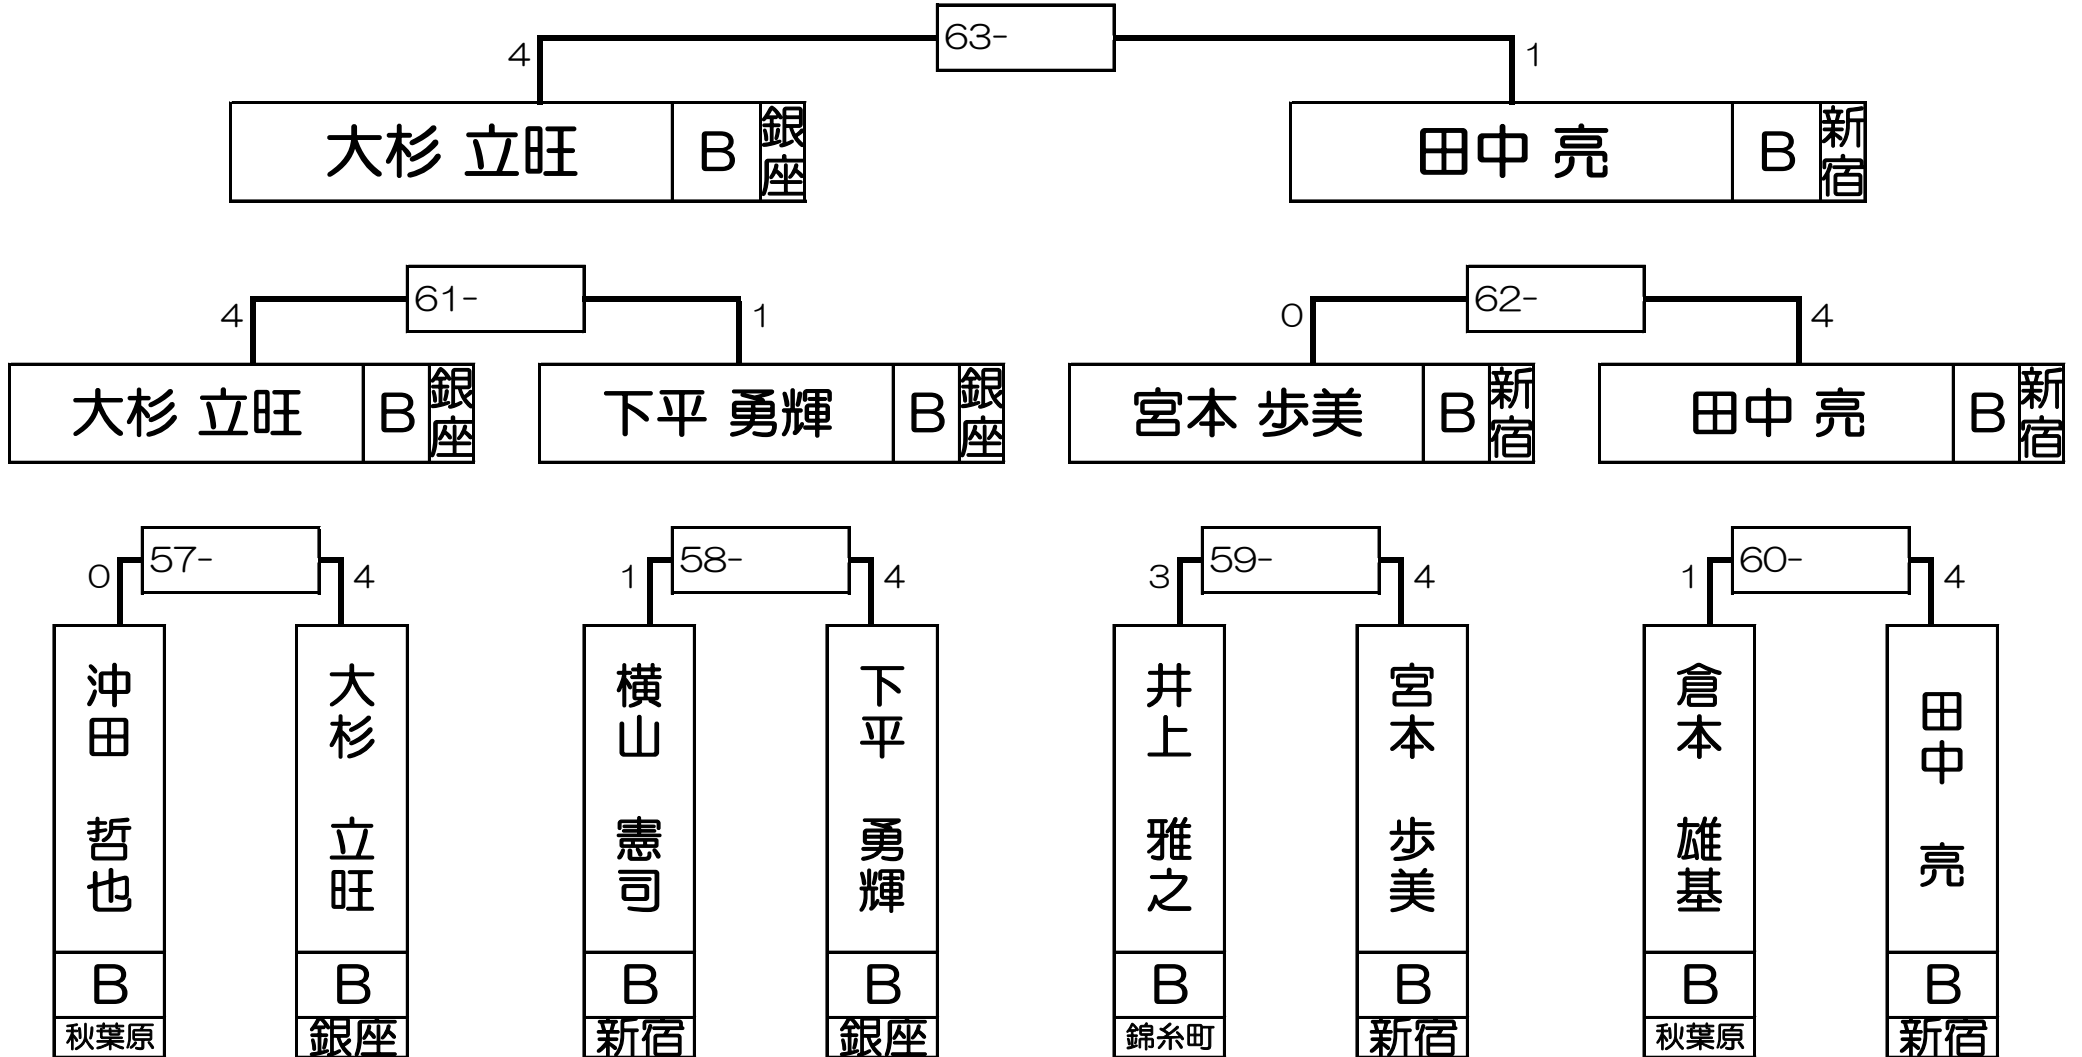 63-
4
1
大杉 立旺 B 銀座
田中 亮 B 新宿
61-
4
1
62-
0
4
大杉 立旺 B 銀座
下平 勇輝 B 銀座
宮本 歩美 B 新宿
田中 亮 B 新宿
57-
0
4
58-
1
4
59-
3
4
60-
1
4
沖田 哲也
B
秋葉原
大杉 立旺
B
銀座
横山 憲司
B
新宿
下平 勇輝
B
銀座
井上 雅之
B
錦糸町
宮本 歩美
B
新宿
倉本 雄基
B
秋葉原
田中 亮
B
新宿